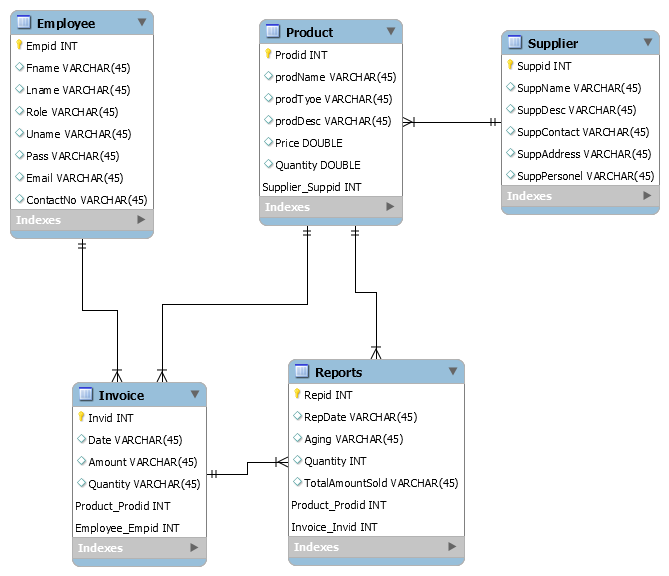 Employee
Empid INT
Fname VARCHAR(45)
Lname VARCHAR(45)
Role VARCHAR(45)
Uname VARCHAR(45)
Pass VARCHAR(45)
Email VARCHAR(45)
ContactNo VARCHAR(45)
Indexes
Product
Prodid INT
prodName VARCHAR(45)
prodTyoe VARCHAR(45)
prodDesc VARCHAR(45)
Price DOUBLE
Quantity DOUBLE
Supplier_Suppid INT
Indexes
Supplier
Suppid INT
SuppName VARCHAR(45)
SuppDesc VARCHAR(45)
SuppContact VARCHAR(45)
SuppAddress VARCHAR(45)
SuppPersonel VARCHAR(45)
Indexes
Invoice
Invid INT
Date VARCHAR(45)
Amount VARCHAR(45)
Quantity VARCHAR(45)
Product_Prodid INT
Employee_Empid INT
Indexes
Reports
Repid INT
RepDate VARCHAR(45)
Aging VARCHAR(45)
Quantity INT
TotalAmountSold VARCHAR(45)
Product_Prodid INT
Invoice_Invid INT
Indexes